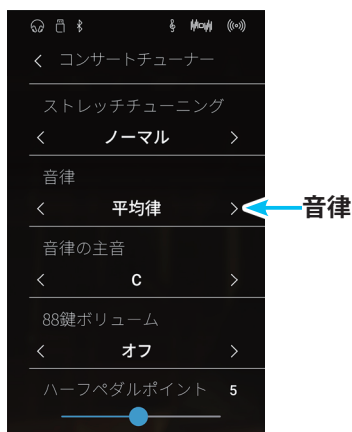 コンサートチューナー
ストレッチチューニング
ノーマル
音律
平均律
音律
音律の主音
C
88鍵ボリューム
オフ
ハーフペダルポイント 5